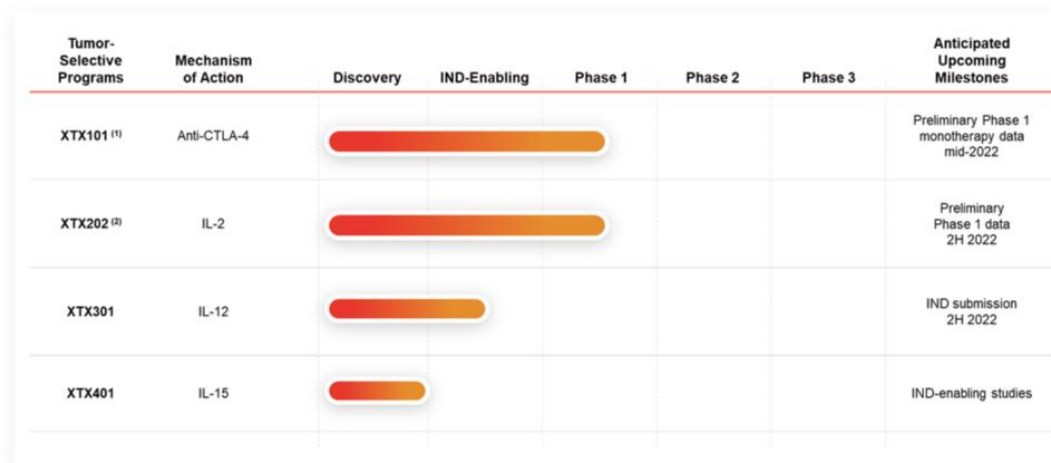 Tumor-
Selective
Programs
Mechanism
of Action
Discovery
IND-Enabling
Phase 1
Phase 2
Phase 3
Anticipated
Upcoming
Milestones
XTX101 (1)
Anti-CTLA-4
Preliminary Phase 1
monotherapy data
mid-2022
XTX202 (2)
IL-2
Preliminary
Phase 1 data
2H 2022
XTX301
IL-12
IND submission
2H 2022
XTX401
IL-15
IND-enabling studies